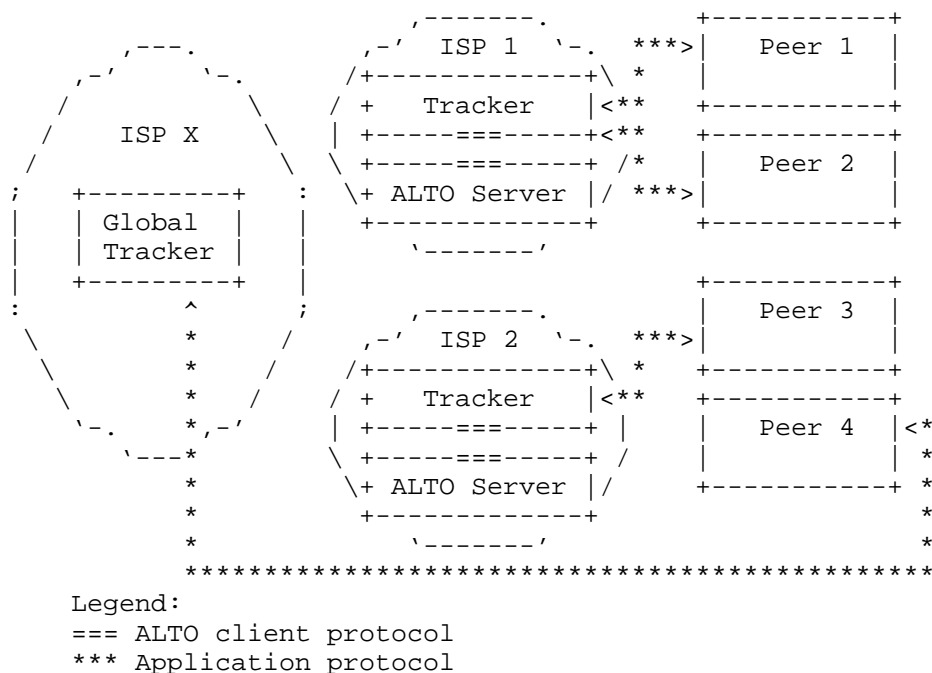 ISP 1
Peer 1
Tracker
ISP X
Peer 2
ALTO Server
Global
Tracker
Peer 3
ISP 2
Tracker
Peer 4
ALTO Server
Legend:
=== ALTO client protocol
*** Application protocol